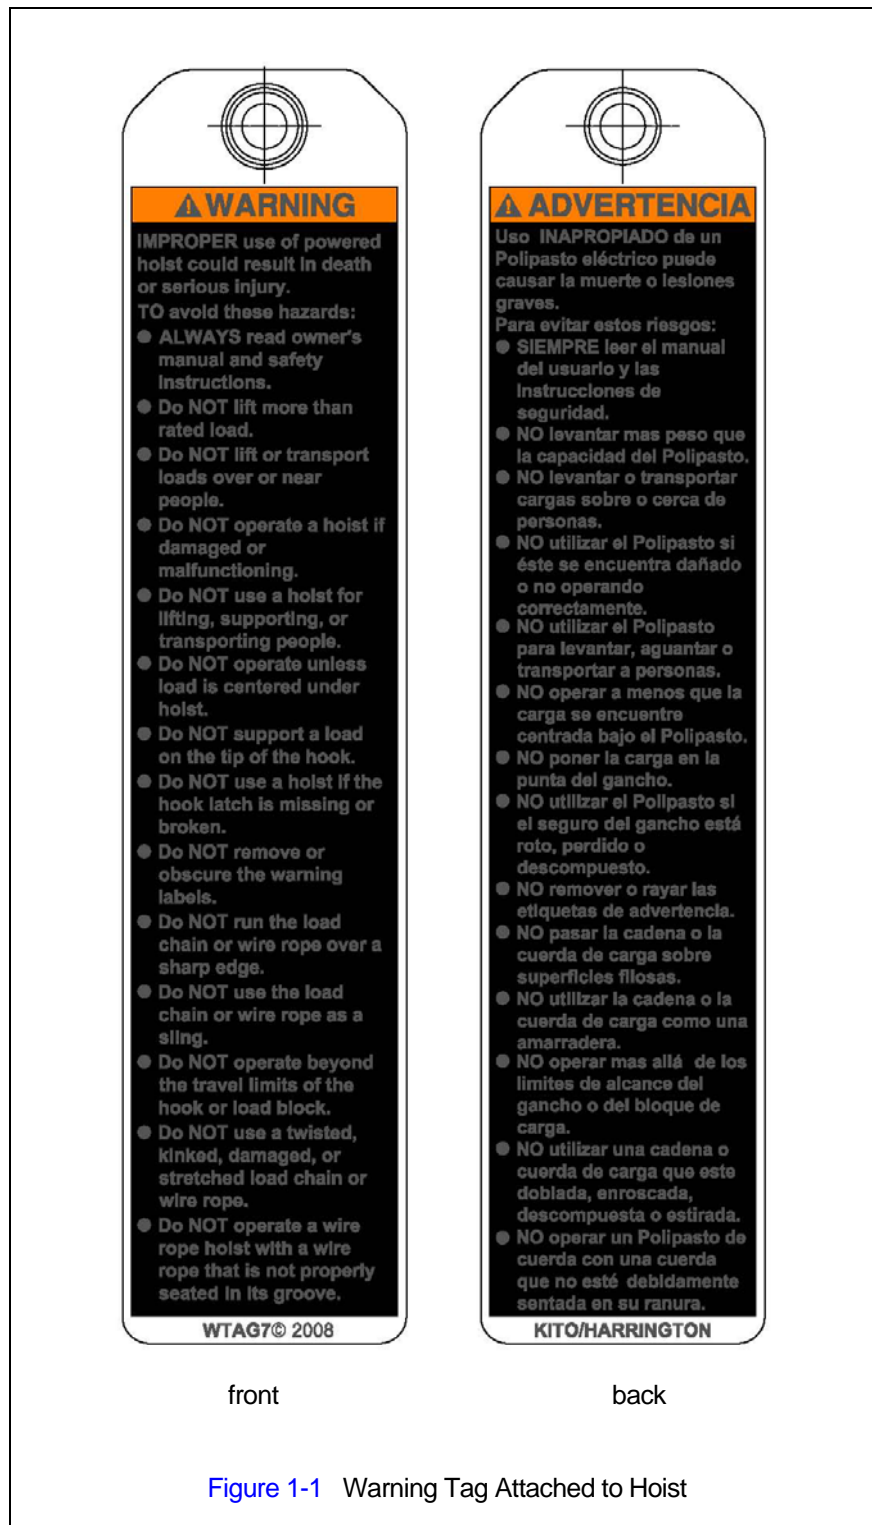 WARNING
IMPROPER use of powered
hoist could result in death
or serious injury.
TO avoid these hazards:
● ALWAYS read owner's
manual and safety
instructions.
● Do NOT lift more than
rated load.
● Do NOT lift or transport
loads over or near
people.
● Do NOT operate a hoist if
damaged or
malfunctioning.
● Do NOT use a hoist for
lifting, supporting, or
transporting people.
● Do NOT operate unless
load is centered under
hoist.
● Do NOT support a load
on the tip of the hook.
● Do NOT use a hoist if the
hook latch is missing or
broken.
● Do NOT remove or
obscure the warning
labels.
● Do NOT run the load
chain or wire rope over a
sharp edge.
● Do NOT use the load
chain or wire rope as a
sling.
● Do NOT operate beyond
the travel limits of the
hook or load block.
● Do NOT use a twisted,
kinked, damaged, or
stretched load chain or
wire rope.
● Do NOT operate a wire
rope hoist with a wire
rope that is not properly
seated in its groove.
WTAG7© 2008
front
ADVERTENCIA
Uso INAPROPIADO de un
Polipasto eléctrico puede
causar la muerte o lesiones
graves.
Para evitar estos riesgos:
● SIEMPRE leer el manual
del usuario y las
instrucciones de
seguridad.
● NO levantar mas peso que
la capacidad del Polipasto.
● NO levantar o transportar
cargas sobre o cerca de
personas.
● NO utilizar el Polipasto si
éste se encuentra dañado
o no operando
correctamente.
● NO utilizar el Polipasto
para levantar, aguantar o
transportar a personas.
● NO operar a menos que la
carga se encuentre
centrada bajo el Polipasto.
● NO poner la carga en la
punta del gancho.
● NO utilizar el Polipasto si
el seguro del gancho está
roto, perdido o
descompuesto.
● NO remover o rayar las
etiquetas de advertencia.
● NO pasar la cadena o la
cuerda de carga sobre
superficies filosas.
● NO utilizar la cadena o la
cuerda de carga como una
amarradera.
● NO operar mas allá de los
limites de alcance del
gancho o del bloque de
carga.
● NO utilizar una cadena o
cuerda de carga que este
doblada, enroscada,
descompuesta o estirada.
● NO operar un Polipasto de
cuerda con una cuerda
que no esté debidamente
sentada en su ranura.
KITO/HARRINGTON
back
Figure 1-1 Warning Tag Attached to Hoist